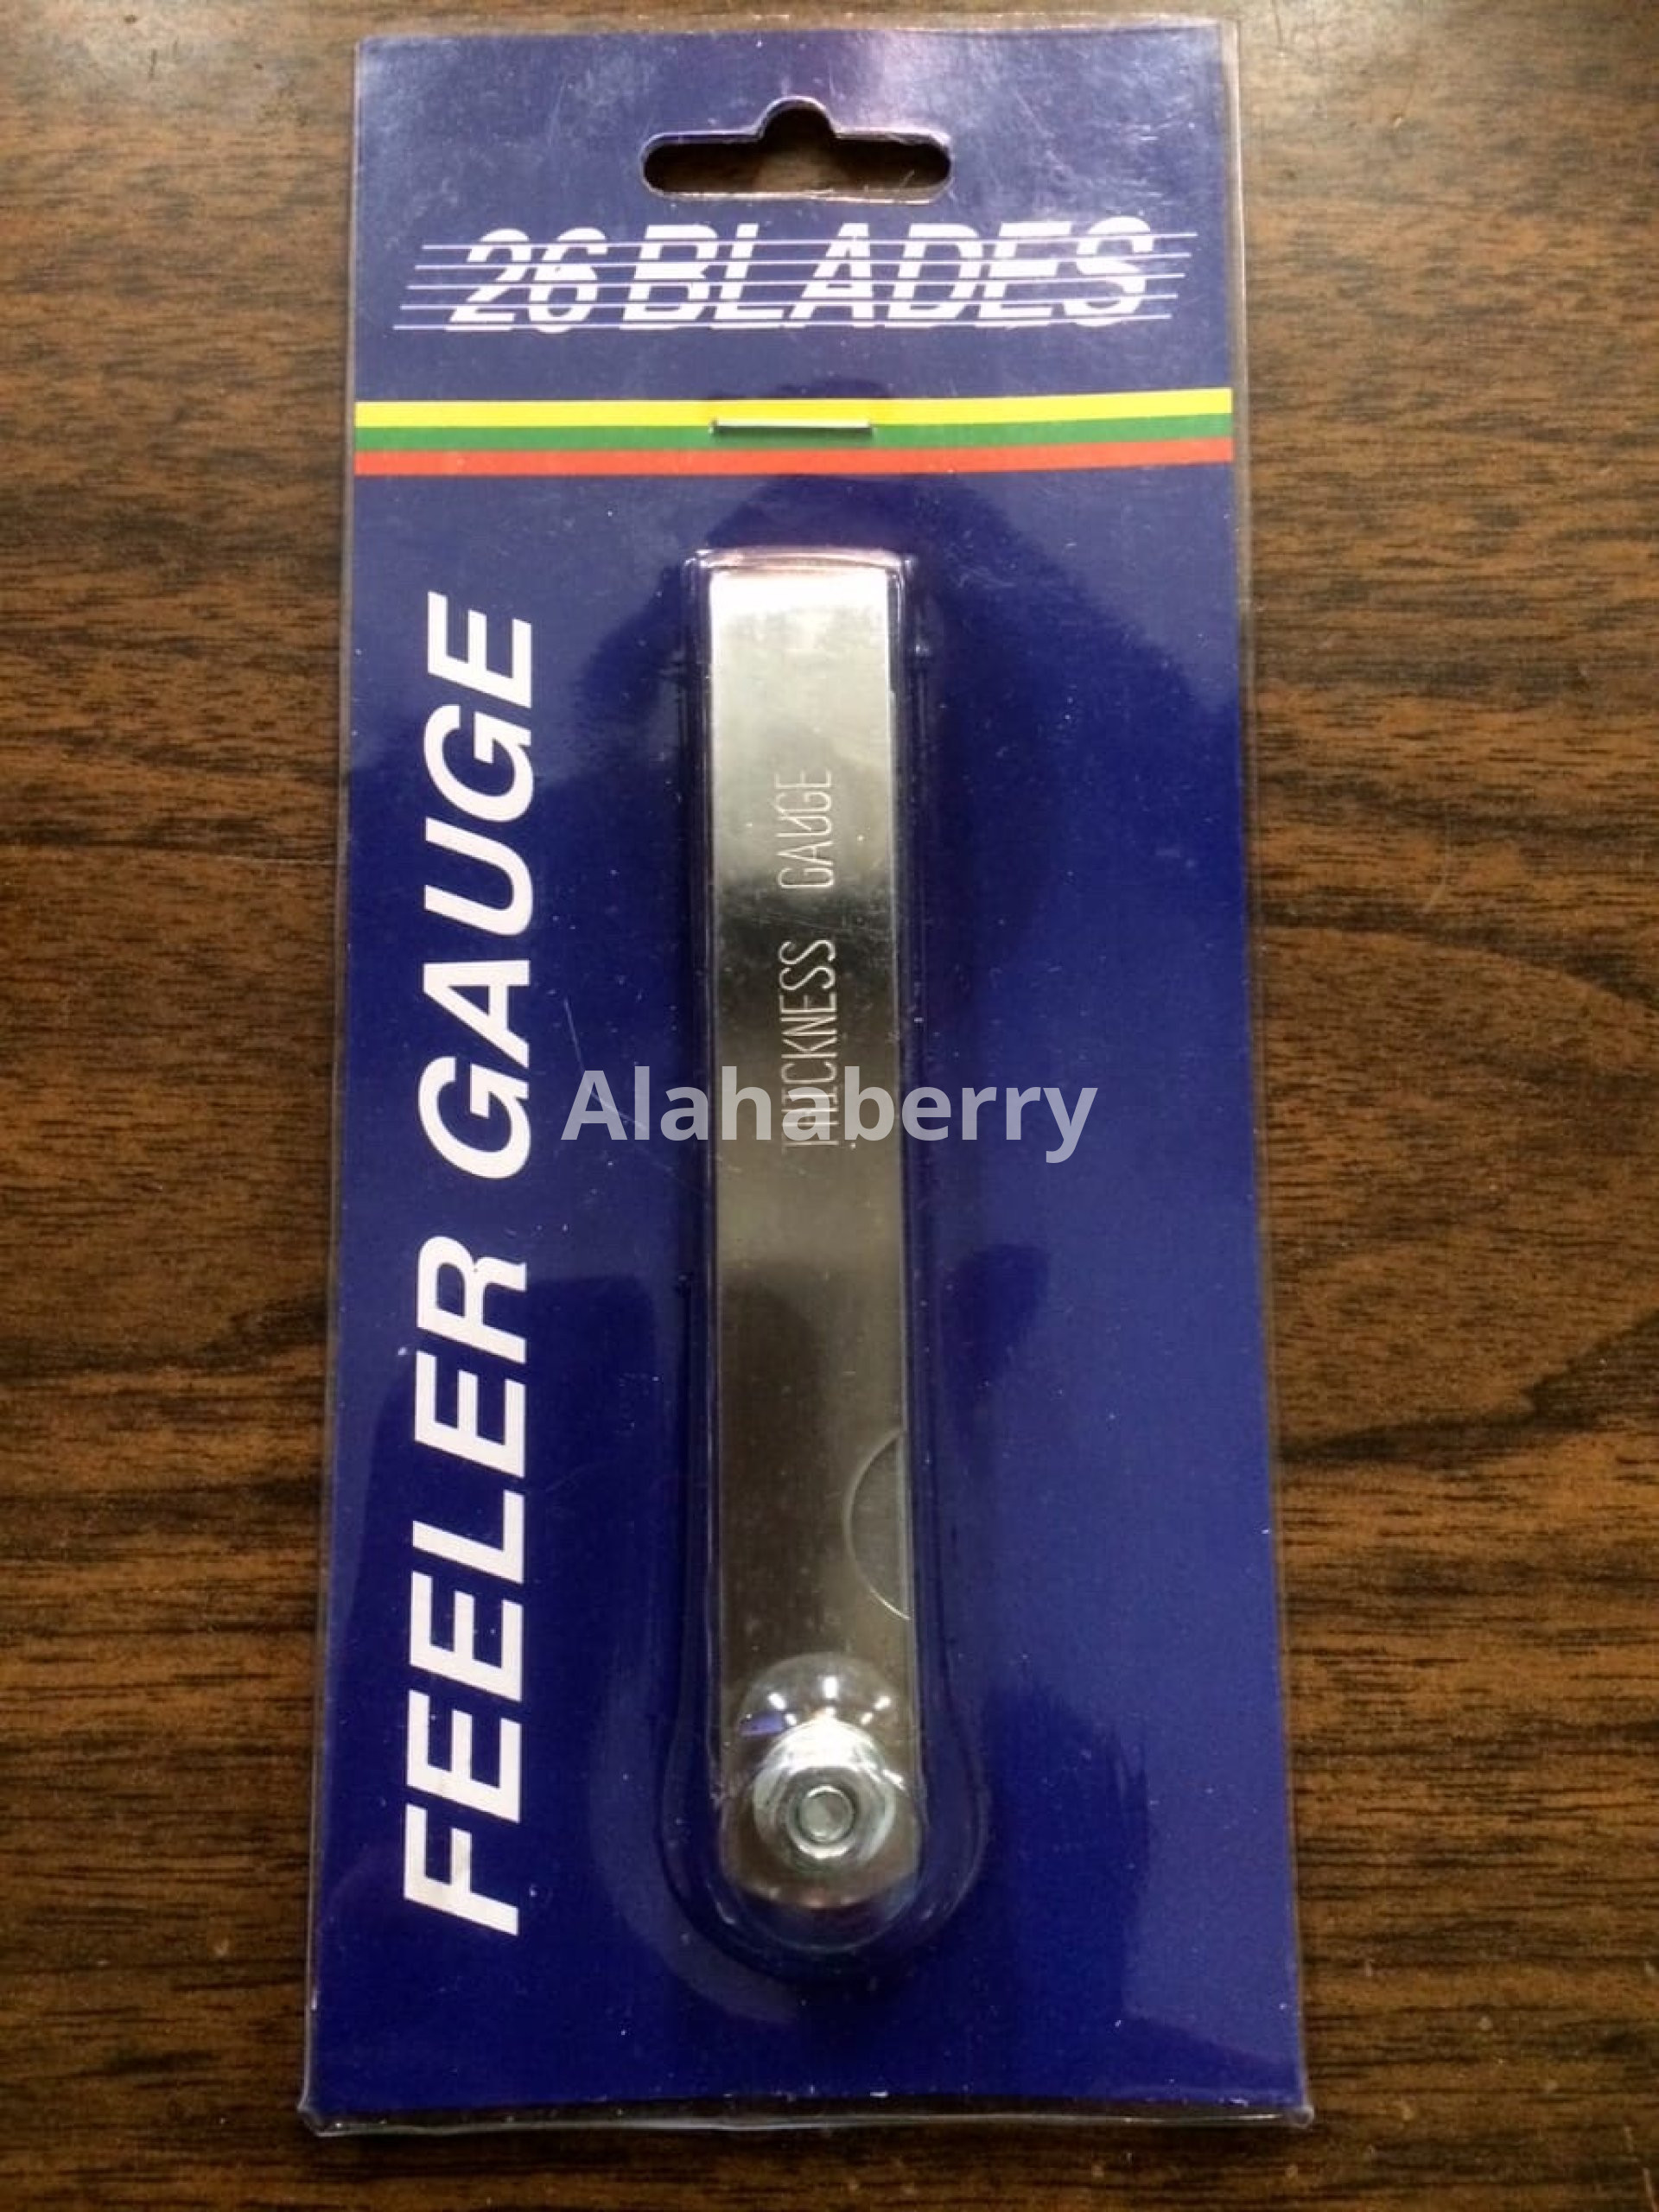 26 BLADES
FEELER GAUGE
THICKNESS GAUGE
Alahaberry